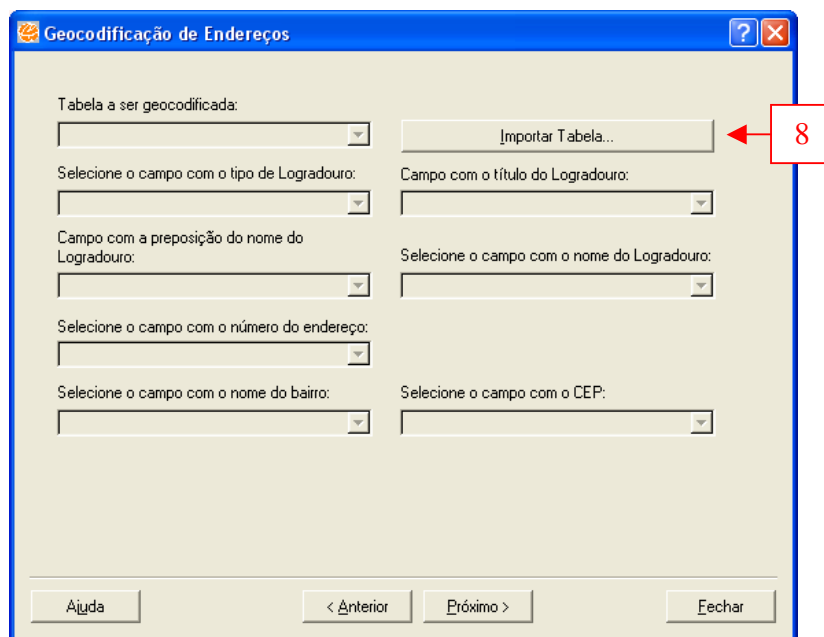 Geocodificação de Endereços
Tabela a ser geocodificada:
Importar Tabela...
8
Selecione o campo com o tipo de Logradouro:
Campo com o título do Logradouro:
Campo com a preposição do nome do
Logradouro:
Selecione o campo com o nome do Logradouro:
Selecione o campo com o número do endereço:
Selecione o campo com o nome do bairro:
Selecione o campo com o CEP:
Ajuda
< Anterior
Próximo >
Fechar